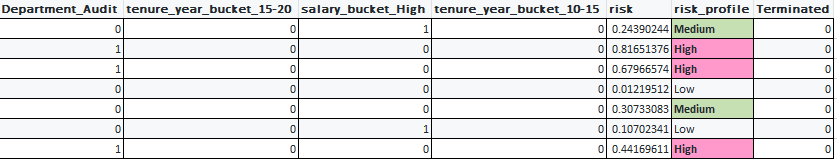 Department_Audit tenure_year_bucket_15-20 salary_bucket_High tenure_year_bucket_10-15 risk risk_profile Terminated
0 0 1 0 0.24390244 Medium 0
1 0 0 0 0.81651376 High 0
1 0 0 0 0.67966574 High 0
0 0 0 0 0.01219512 Low 0
0 0 0 0 0.30733083 Medium 0
0 0 1 0 0.10702341 Low 0
1 0 0 0 0.44169611 High 0